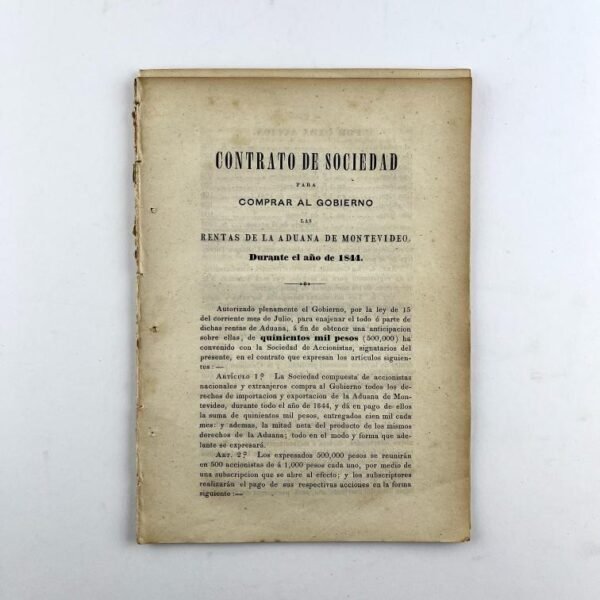 CONTRATO DE SOCIEDAD
PARA
COMPRAR AL GOBIERNO
LAS
RENTAS DE LA ADUANA DE MONTEVIDEO,
Durante el año de 1844.
Autorizado plenamente el Gobierno, por la ley de 15
del corriente mes de Julio, para enajenar el todo ó parte de
dichas rentas de Aduana, á fin de obtener una anticipacion
sobre ellas, de quinientos mil pesos (500,000) ha
convenido con la Sociedad de Accionistas, signatarios del
presente, en el contrato que expresan los articulos siguien-
tes :—
ARTÍCULO 1º La Sociedad compuesta de accionistas
nacionales y extranjeros compra al Gobierno todos los de-
rechos de importacion y exportacion de la Aduana de Mon-
tevideo, durante todo el año de 1844, y dá en pago de ellos
la suma de quinientos mil pesos, entregados cien mil cada
mes: y ademas, la mitad neta del producto de los mismos
derechos de la Aduana; todo en el modo y forma que ade-
lante se expresará.
ART. 2º Los expresados 500,000 pesos se reunirán
en 500 accionistas de á 1,000 pesos cada uno, por medio de
una subscripcion que se abre al efecto; y los subscriptores
realizarán el pago de sus respectivas acciones en la forma
siguiente :—